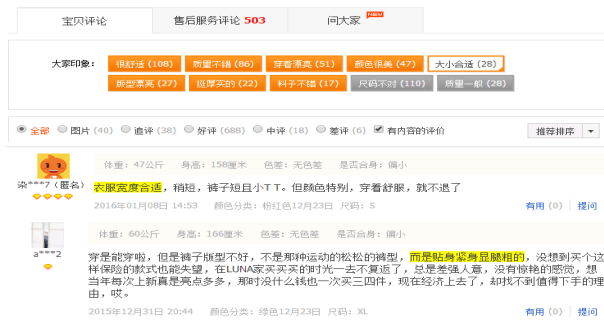 宝贝评论 售后服务评论 503 问大家 NEW
大家印象： 很舒适 (108) 质量不错 (86) 穿着漂亮 (51) 颜色很美 (47) 大小合适 (28)
版型漂亮 (27) 挺厚实的 (22) 料子不错 (17) 尺码不对 (110) 质量一般 (28)
全部 图片 (40) 追评 (38) 好评 (688) 中评 (18) 差评 (6) 有内容的评价 推荐排序
体重：47公斤 身高：158厘米 色差：无色差 是否合身：偏小
染***7（匿名）
衣服宽度合适，稍短，裤子短且小T T。但颜色特别，穿着舒服，就不退了
2016年01月08日 14:53 颜色分类：粉红色12月23日 尺码：S 有用 (0) 提问
体重：60公斤 身高：166厘米 色差：无色差 是否合身：偏小
a***2
穿是能穿啦，但是裤子版型不好，不是那种运动的松松的裤型，而是贴身紧身显腿粗的，没想到买个这
样保险的款式也能失望，在LUNA家买买买的时光一去不复返了，总是差强人意，没有惊艳的感觉，想
当年每次上新真是亮点多多，那时没什么钱也一次买三四件，现在经济上去了，却找不到值得下手的理
由，哎。
2015年12月31日 20:44 颜色分类：绿色12月23日 尺码：XL 有用 (0) 提问